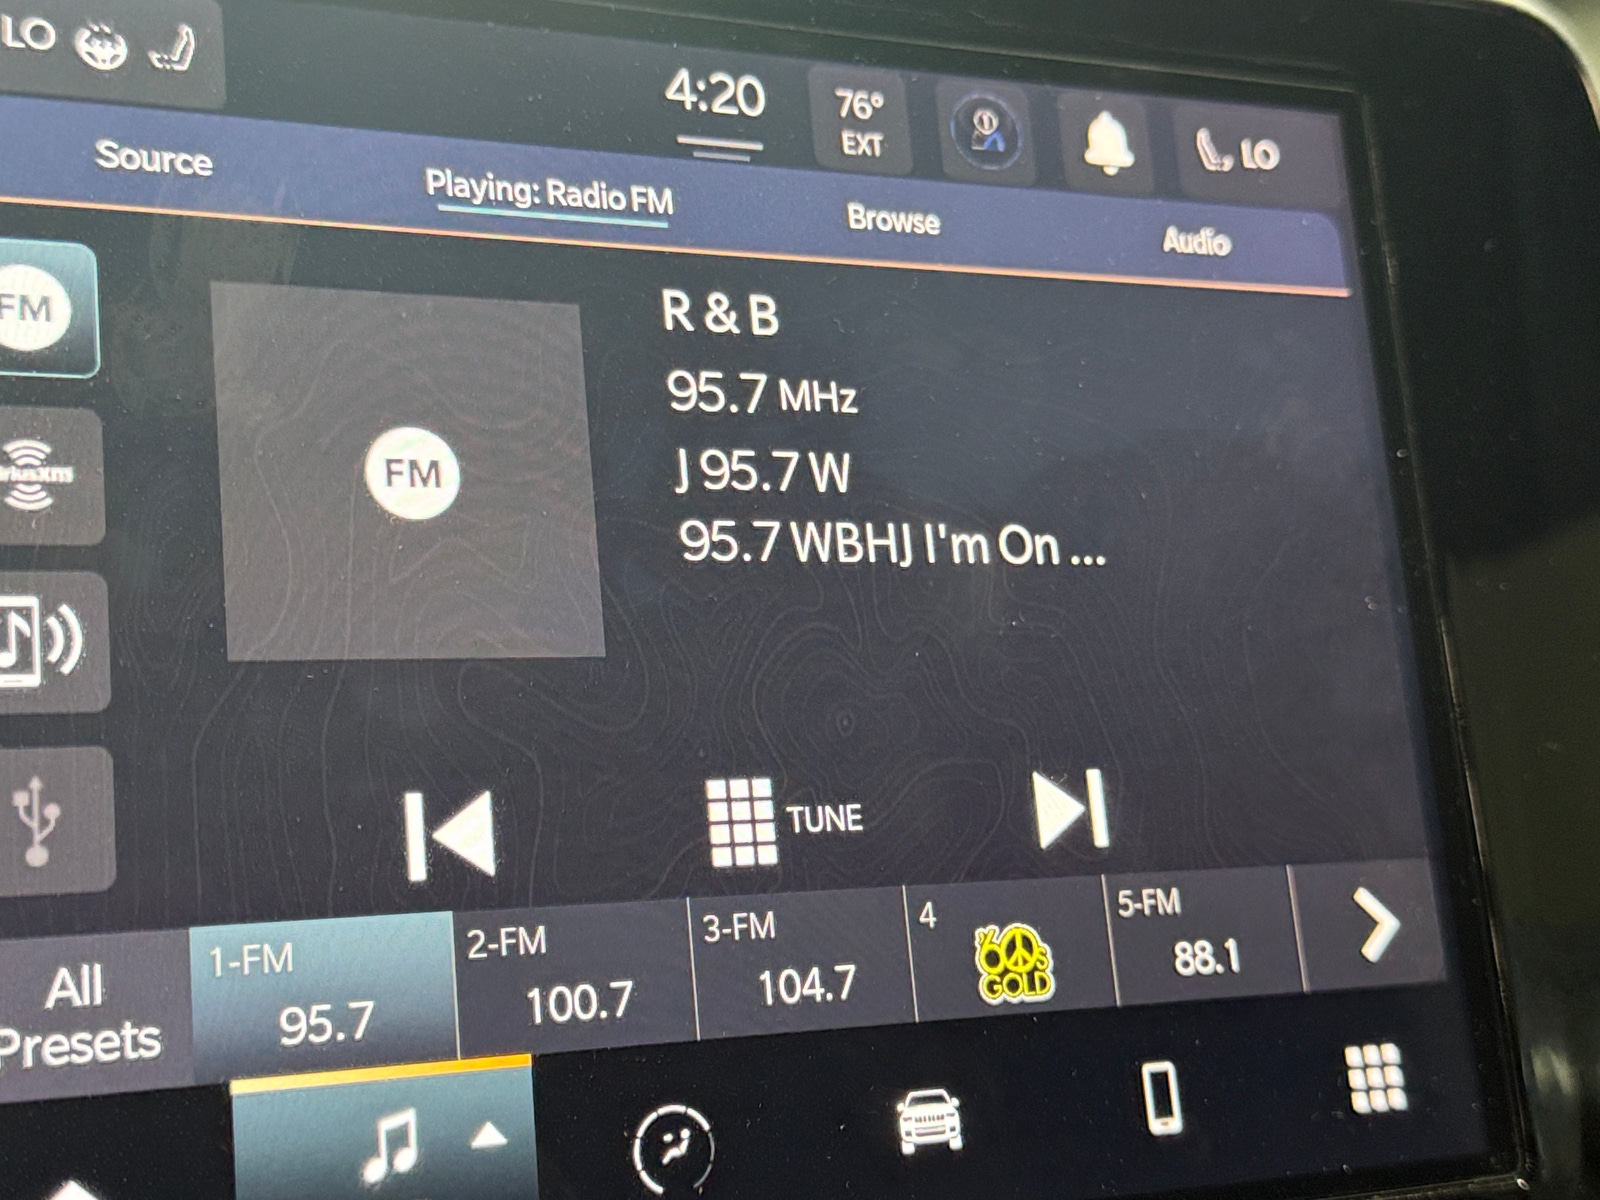 LO
4:20
76°
EXT
LO
Source
Playing: Radio FM
Browse
Audio
FM
R & B
95.7 MHz
FM
J 95.7 W
95.7 WBHJ I'm On ...
TUNE
All
Presets
1-FM
95.7
2-FM
100.7
3-FM
104.7
4
60s
GOLD
5-FM
88.1